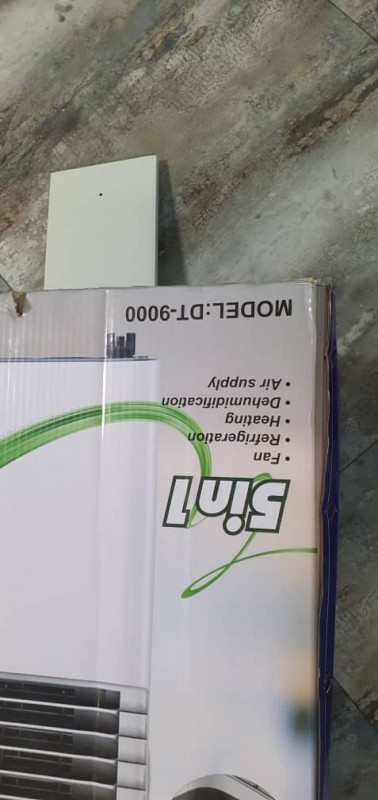 5in1
• Fan
• Refrigeration
• Heating
• Dehumidification
• Air supply
MODEL:DT-9000